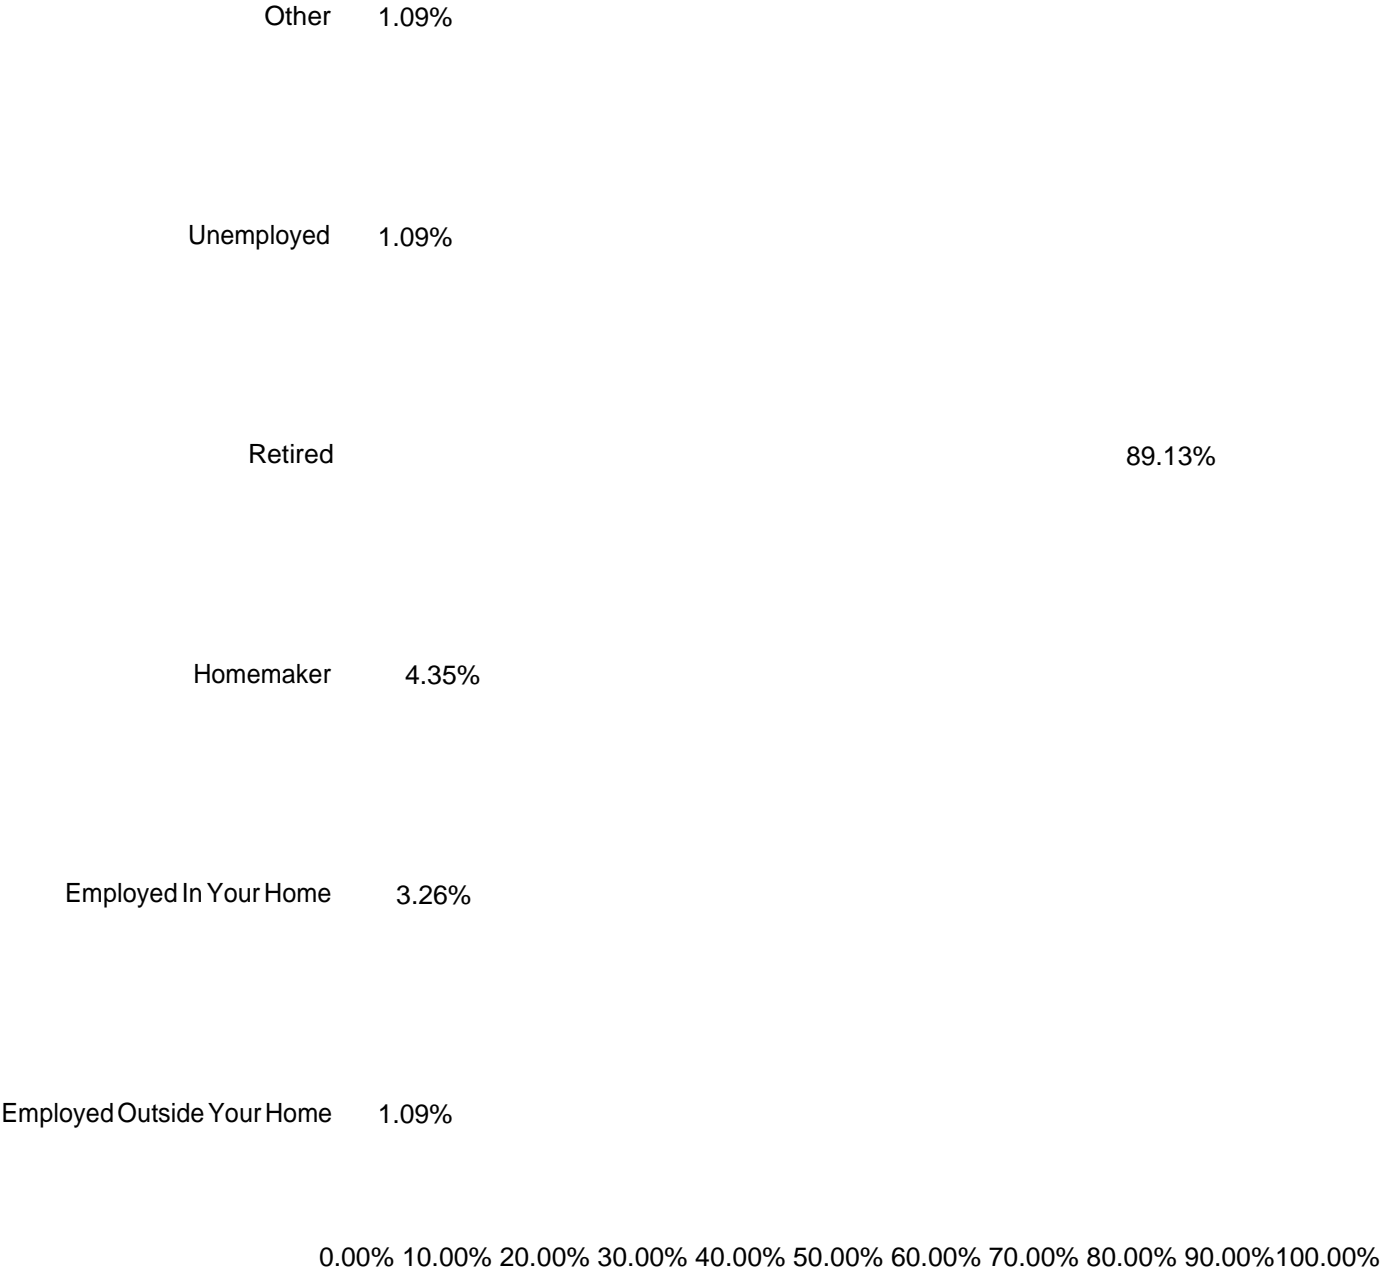 Other 1.09%
Unemployed 1.09%
Retired 89.13%
Homemaker 4.35%
Employed In Your Home 3.26%
Employed Outside Your Home 1.09%
0.00% 10.00% 20.00% 30.00% 40.00% 50.00% 60.00% 70.00% 80.00% 90.00% 100.00%